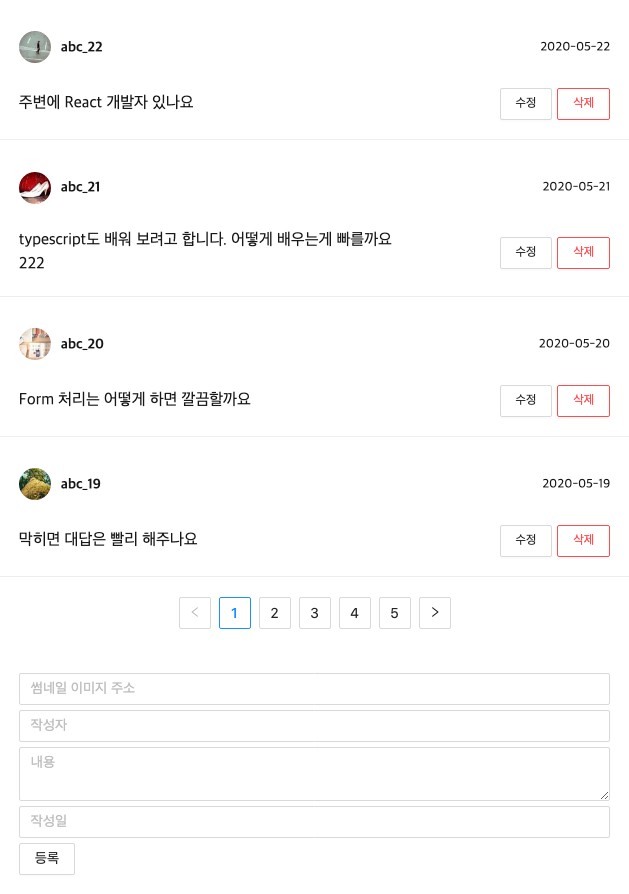 abc_22
2020-05-22
주변에 React 개발자 있나요
수정
삭제
abc_21
2020-05-21
typescript도 배워 보려고 합니다. 어떻게 배우는게 빠를까요
222
수정
삭제
abc_20
2020-05-20
Form 처리는 어떻게 하면 깔끔할까요
수정
삭제
abc_19
2020-05-19
막히면 대답은 빨리 해주나요
수정
삭제
< 1 2 3 4 5 >
썸네일 이미지 주소
작성자
내용
작성일
등록